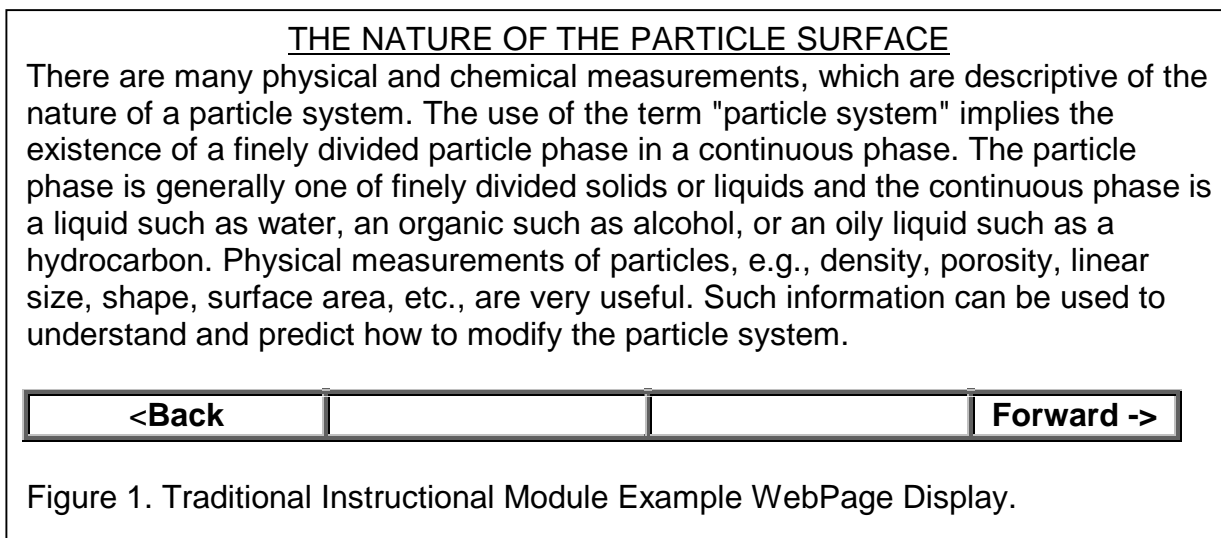 THE NATURE OF THE PARTICLE SURFACE
There are many physical and chemical measurements, which are descriptive of the
nature of a particle system. The use of the term "particle system" implies the
existence of a finely divided particle phase in a continuous phase. The particle
phase is generally one of finely divided solids or liquids and the continuous phase is
a liquid such as water, an organic such as alcohol, or an oily liquid such as a
hydrocarbon. Physical measurements of particles, e.g., density, porosity, linear
size, shape, surface area, etc., are very useful. Such information can be used to
understand and predict how to modify the particle system.
<Back Forward ->
Figure 1. Traditional Instructional Module Example WebPage Display.